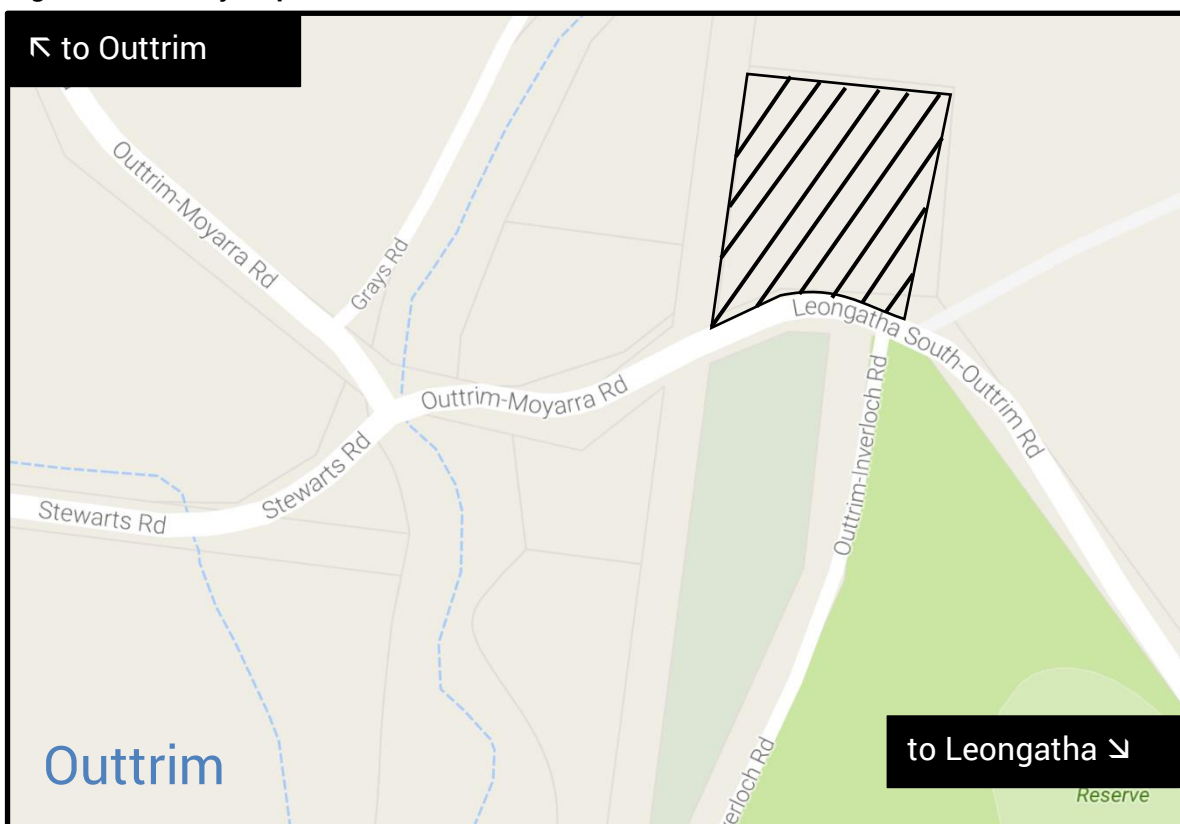 ↖ to Outtrim
Outtrim-Moyarra Rd
Grays Rd
Leongatha South-Outtrim Rd
Outtrim-Moyarra Rd
Outtrim-Inverloch Rd
Stewarts Rd
Stewarts Rd
to Leongatha ↘
Outtrim
Reserve